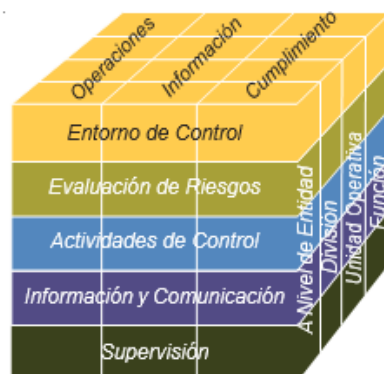 Operaciones
Información
Cumplimiento
Entorno de Control
Evaluación de Riesgos
Actividades de Control
Información y Comunicación
Supervisión
A Nivel de Entidad
División
Unidad Operativa
Función